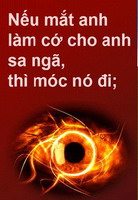 Nếu mắt anh
làm cớ cho anh
sa ngã,
thì móc nó đi;